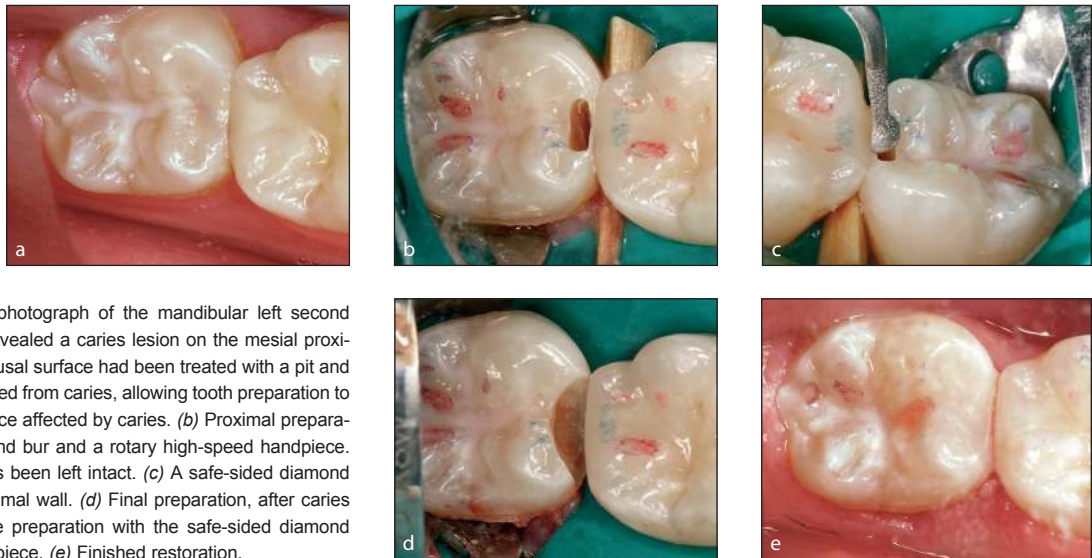 a
b
c
photograph of the mandibular left second
vealed a caries lesion on the mesial proxi-
usal surface had been treated with a pit and
ed from caries, allowing tooth preparation to
ce affected by caries. (b) Proximal prepara-
nd bur and a rotary high-speed handpiece.
s been left intact. (c) A safe-sided diamond
mal wall. (d) Final preparation, after caries
e preparation with the safe-sided diamond
piece. (e) Finished restoration.
d
e